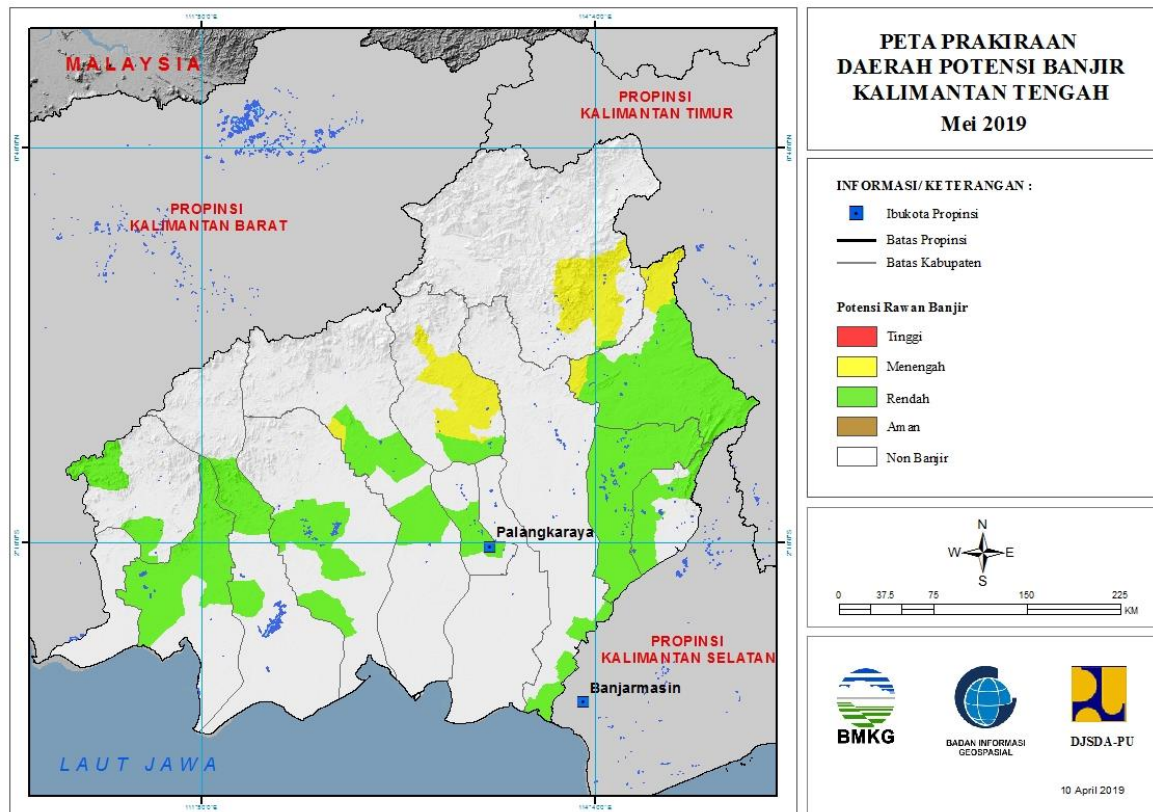 MALAYSIA
PROPINSI
KALIMANTAN TIMUR
PROPINSI
KALIMANTAN BARAT
Palangkaraya
PROPINSI
KALIMANTAN SELATAN
Banjarmasin
LAUT JAWA
PETA PRAKIRAAN
DAERAH POTENSI BANJIR
KALIMANTAN TENGAH
Mei 2019
INFORMASI/ KETERANGAN :
Ibukota Propinsi
Batas Propinsi
Batas Kabupaten
Potensi Rawan Banjir
Tinggi
Menengah
Rendah
Aman
Non Banjir
N
W E
S
0 37.5 75 150 225
KM
BMKG
BADAN INFORMASI
GEOSPASIAL
DJSDA-PU
10 April 2019